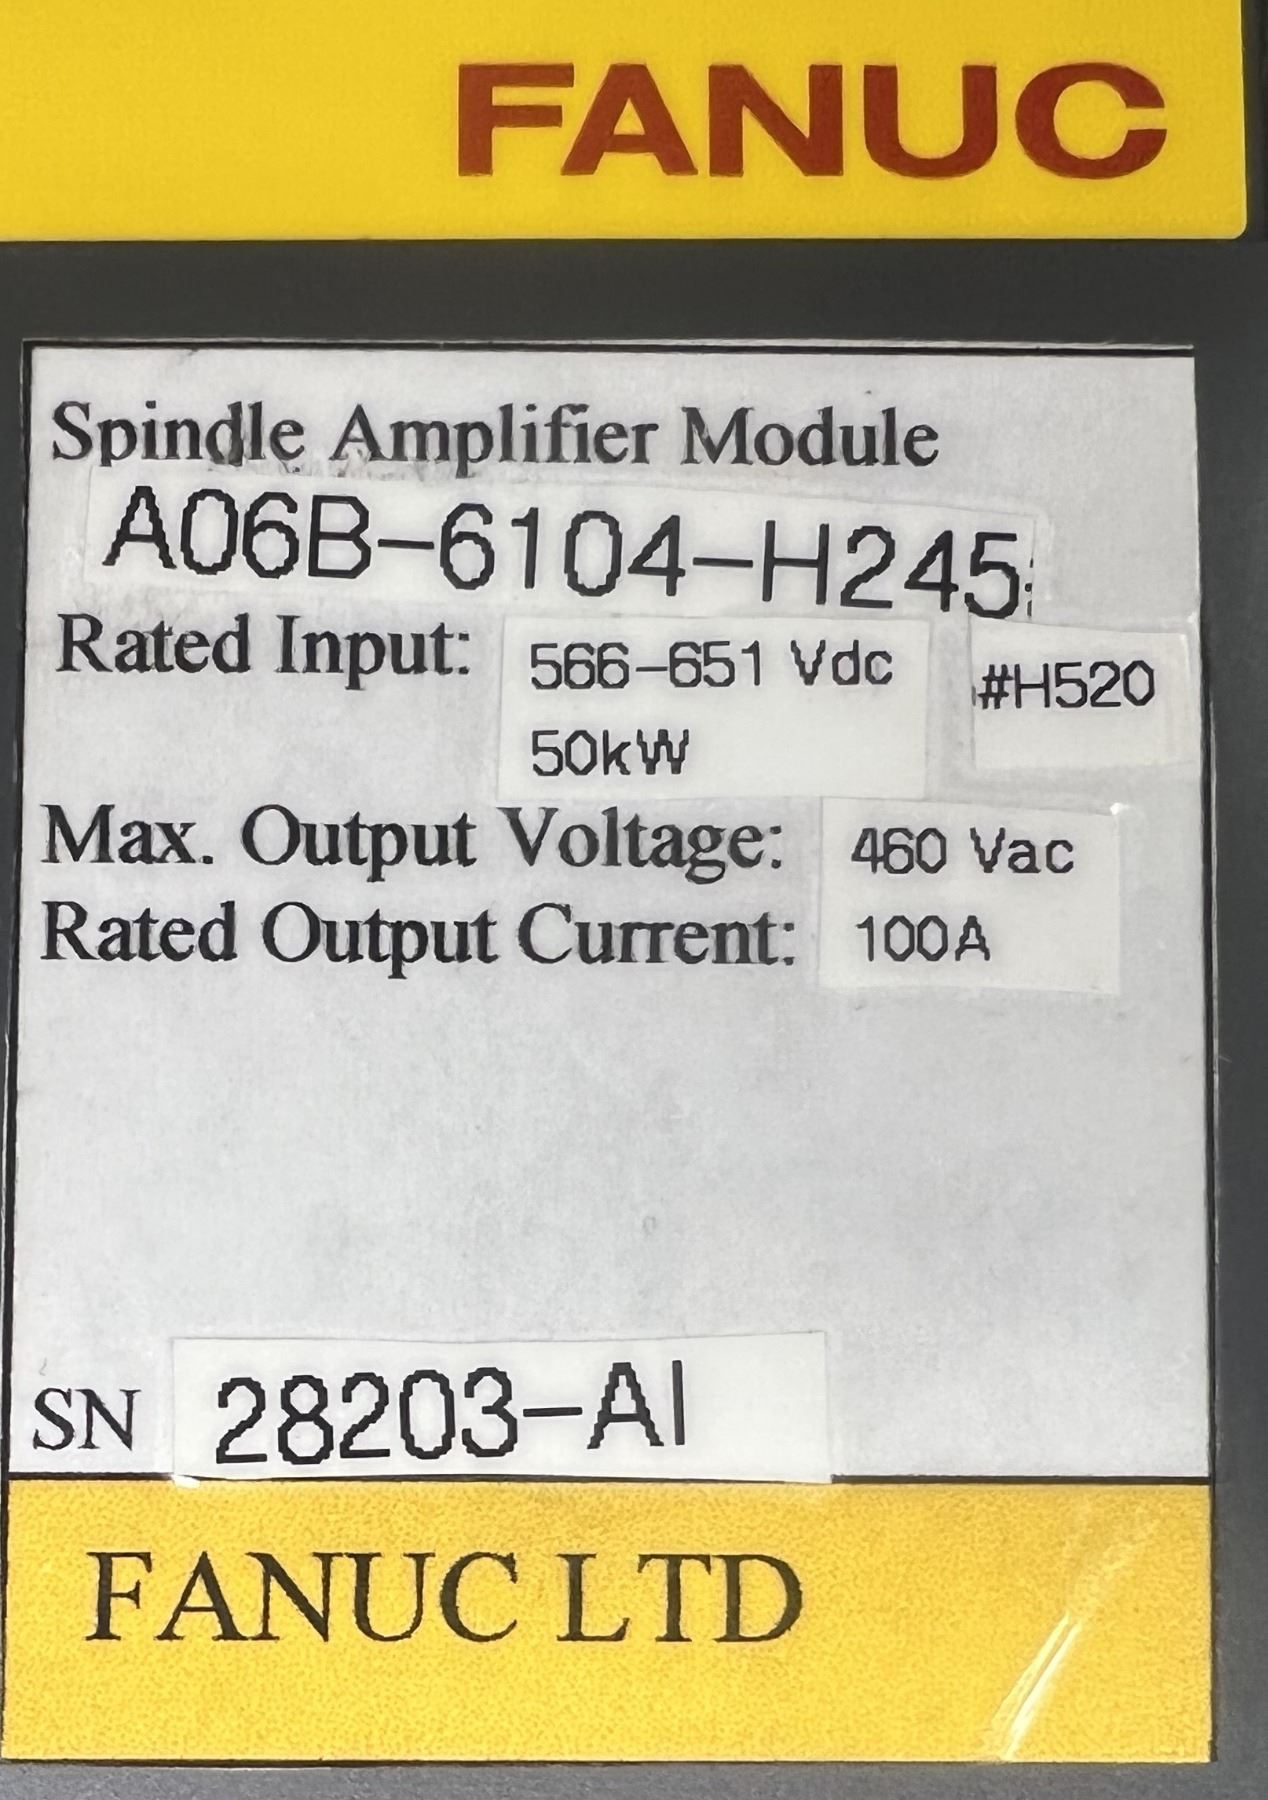 FANUC
Spindle Amplifier Module
A06B-6104-H245
#H520
Rated Input: 566-651 Vdc
50kW
Max. Output Voltage: 460 Vac
Rated Output Current: 100A
SN 28203-AI
FANUC LTD